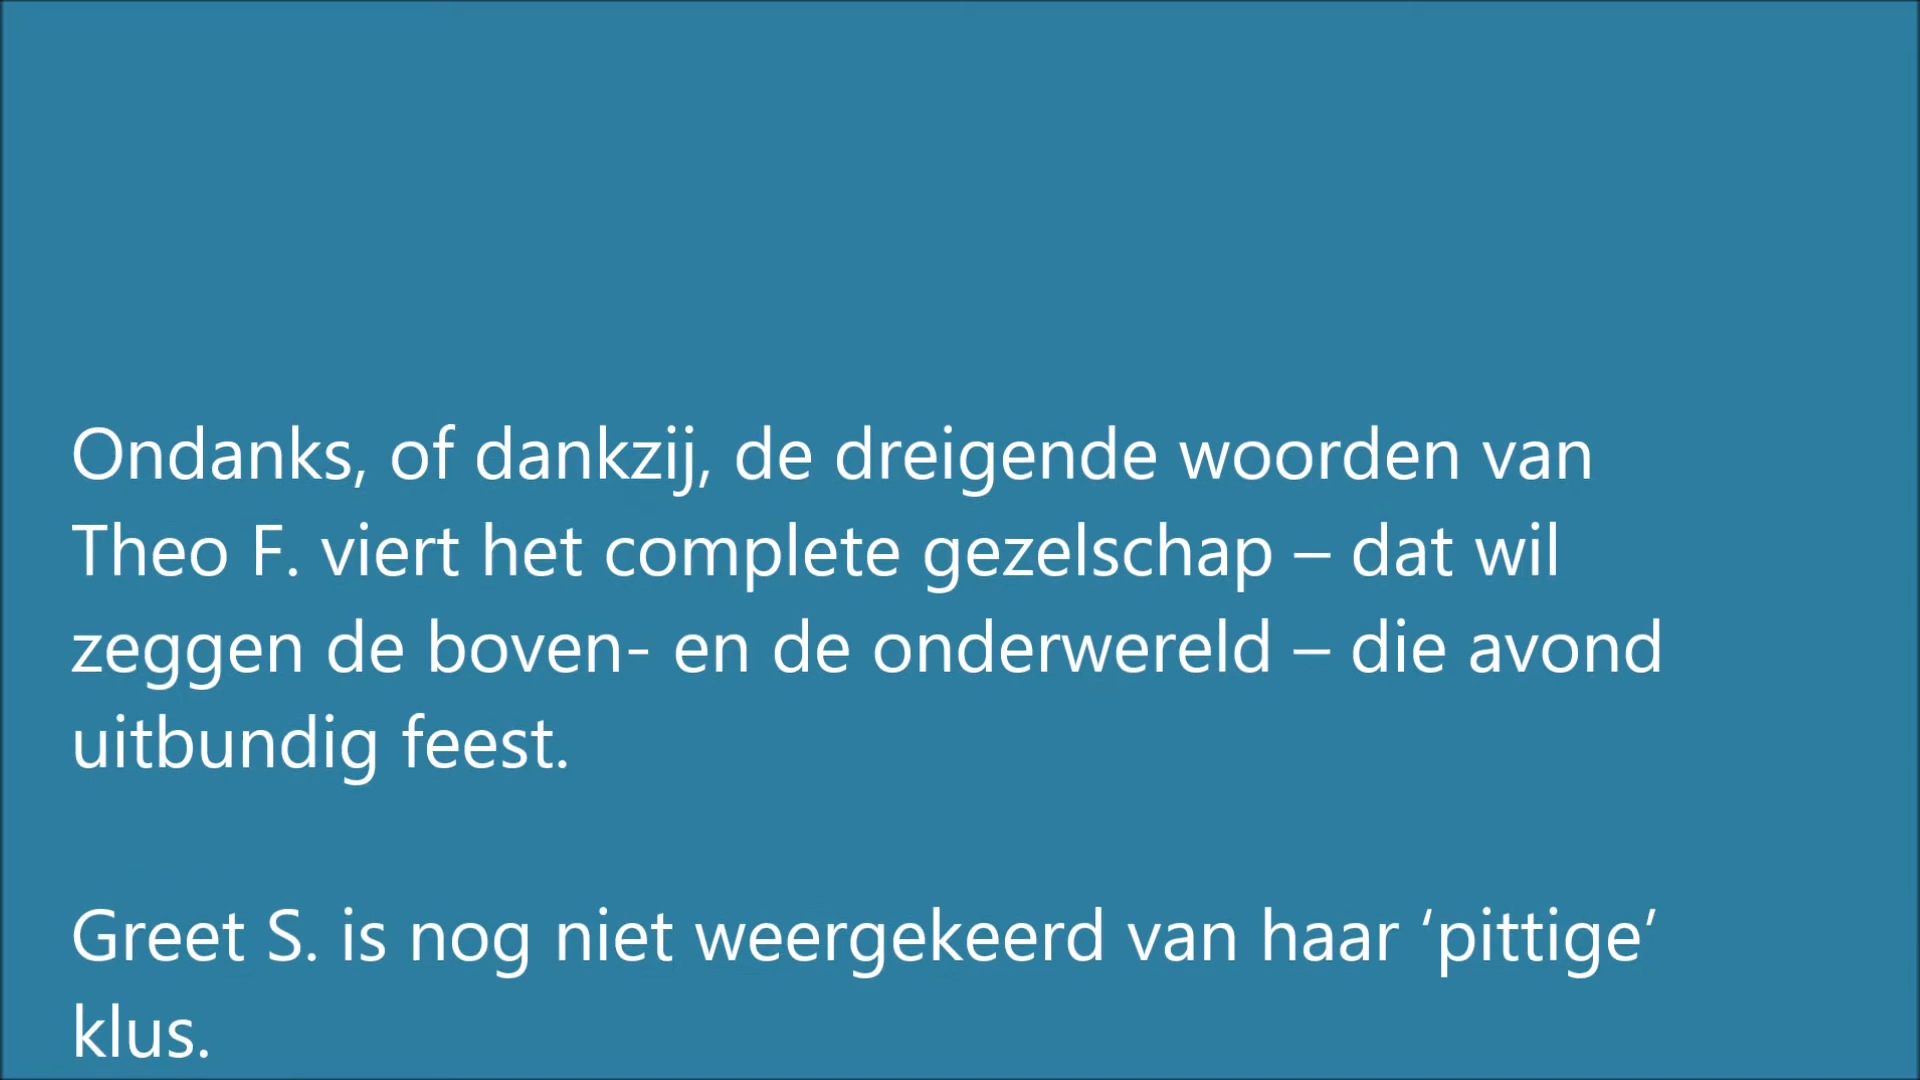 Ondanks, of dankzij, de dreigende woorden van
Theo F. viert het complete gezelschap – dat wil
zeggen de boven- en de onderwereld – die avond
uitbundig feest.
Greet S. is nog niet weergekeerd van haar ‘pittige’
klus.